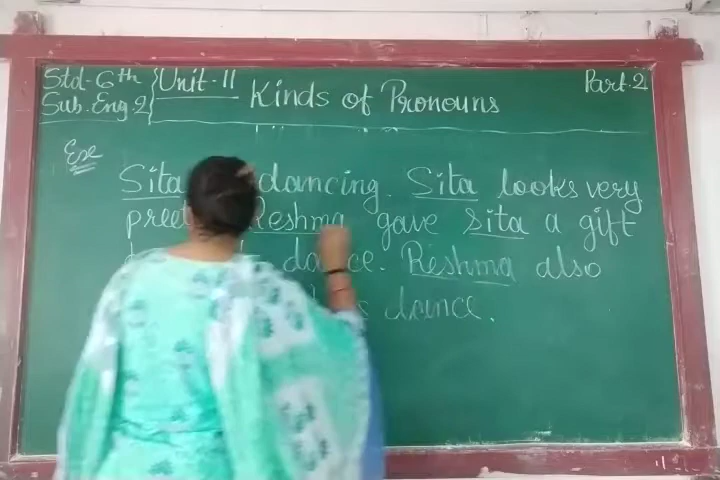 Std-6th Unit-11 Kinds of Pronouns Part.2
Sub.Eng.2
Exe
Sita dancing. Sita looks very
Reshma gave Sita a gift
dance. Reshma also
dance.